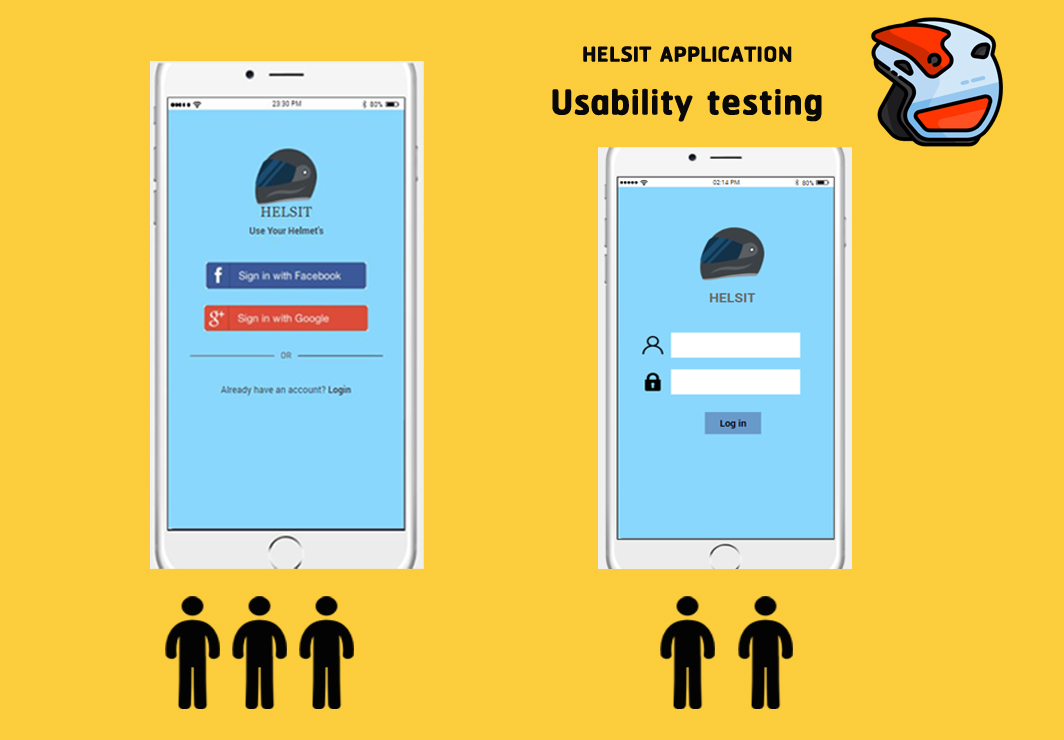 HELSIT APPLICATION
Usability testing
23:30 PM
80%
HELSIT
Use Your Helmet's
f
Sign in with Facebook
g+
Sign in with Google
OR
Already have an account? Login
02:14 PM
80%
HELSIT
Log in